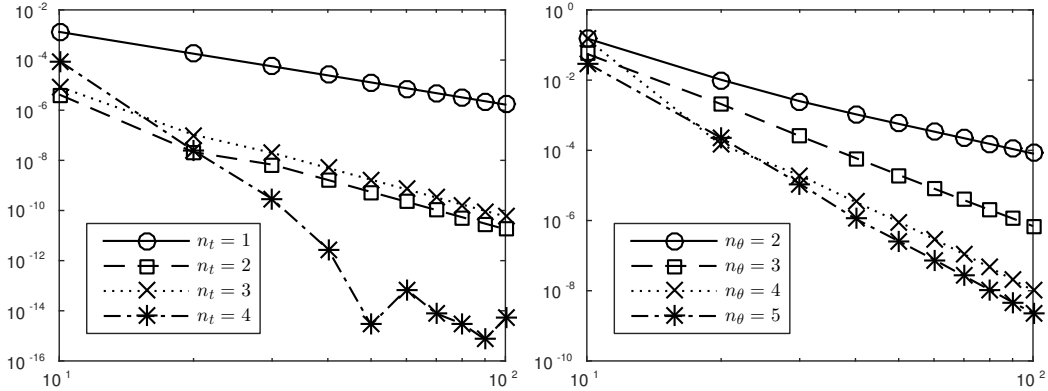 10^-2
10^-4
10^-6
10^-8
10^-10
10^-12
10^-14
10^-16
10^1
10^2
n_t = 1
n_t = 2
n_t = 3
n_t = 4
10^0
10^-2
10^-4
10^-6
10^-8
10^-10
10^1
10^2
n_θ = 2
n_θ = 3
n_θ = 4
n_θ = 5